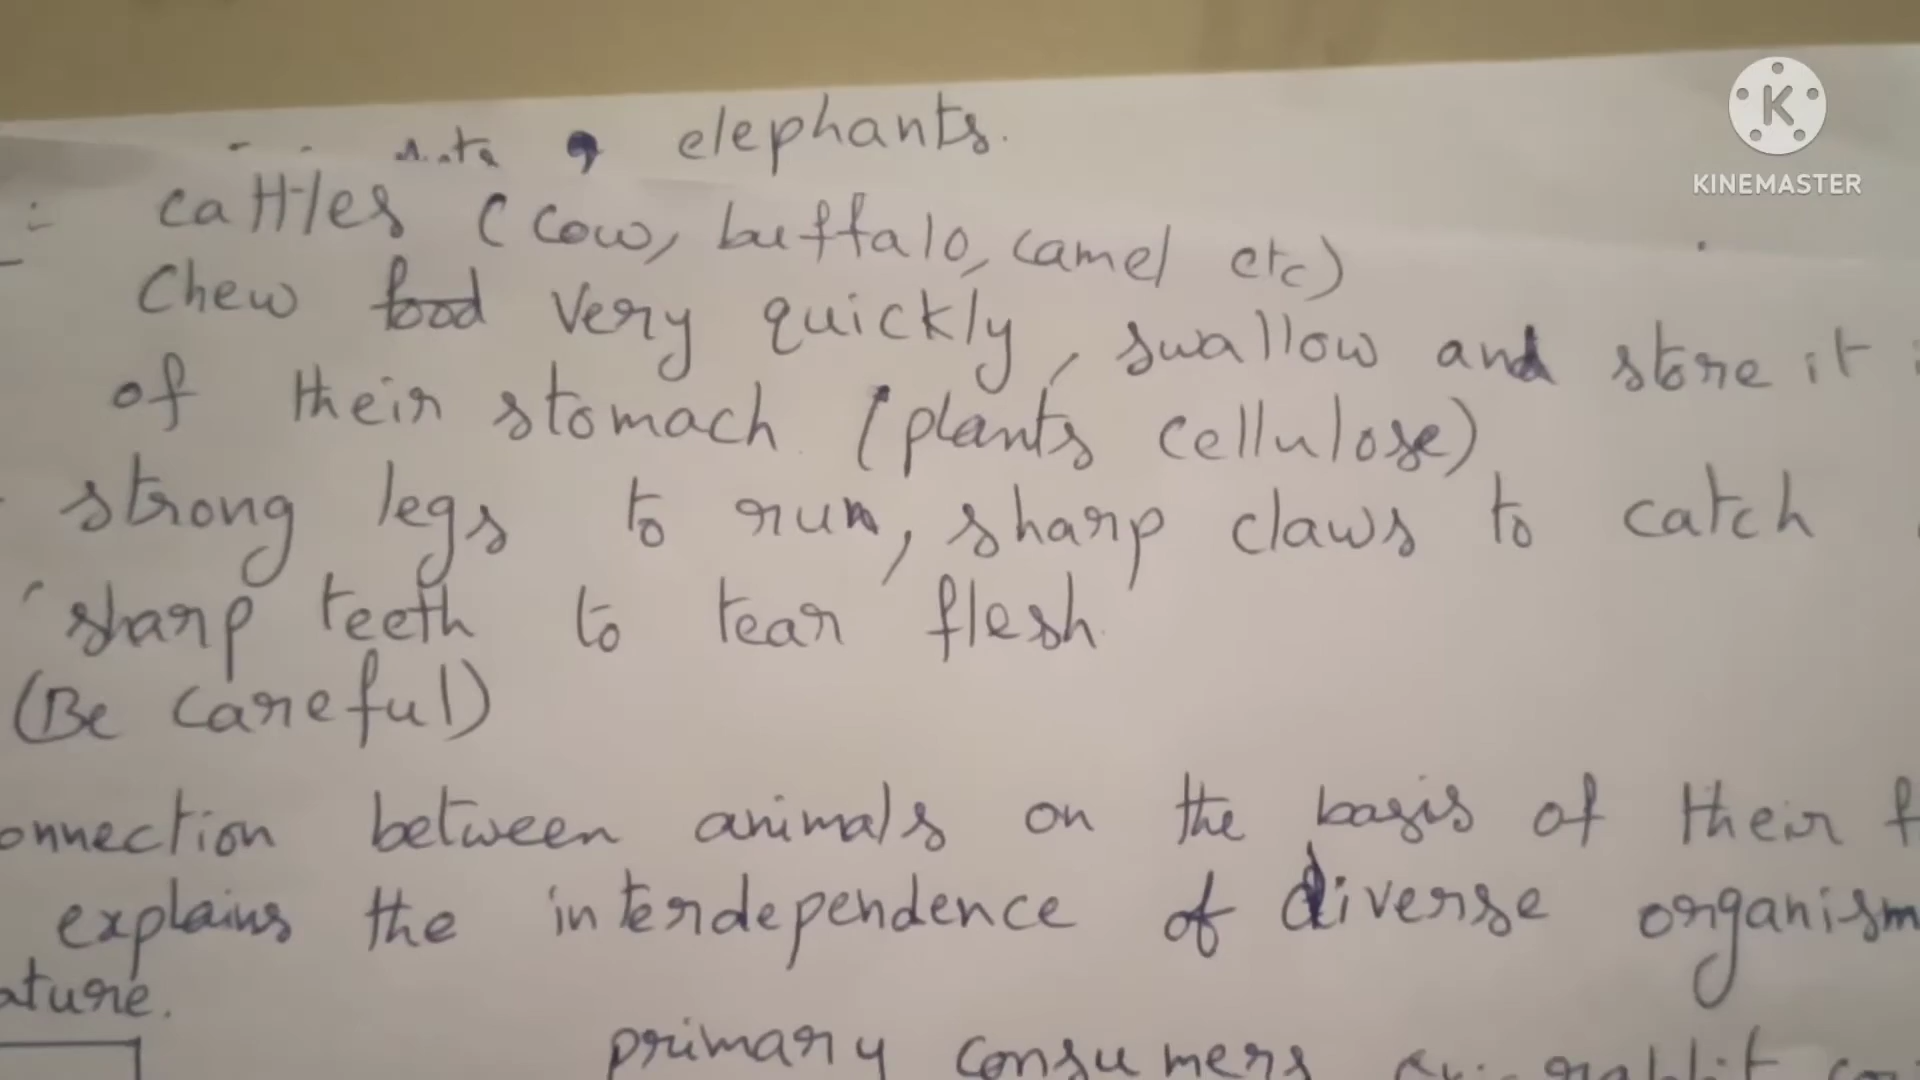 elephants.
K
KINEMASTER
cattles (cow, buffalo, camel etc)
Chew food very quickly, swallow and store it
of their stomach (plants cellulose)
strong legs to run, sharp claws to catch
sharp teeth to tear flesh
(Be careful)
onnection between animals on the basis of their f
explains the interdependence of diverse organism
ature.
primary consumers